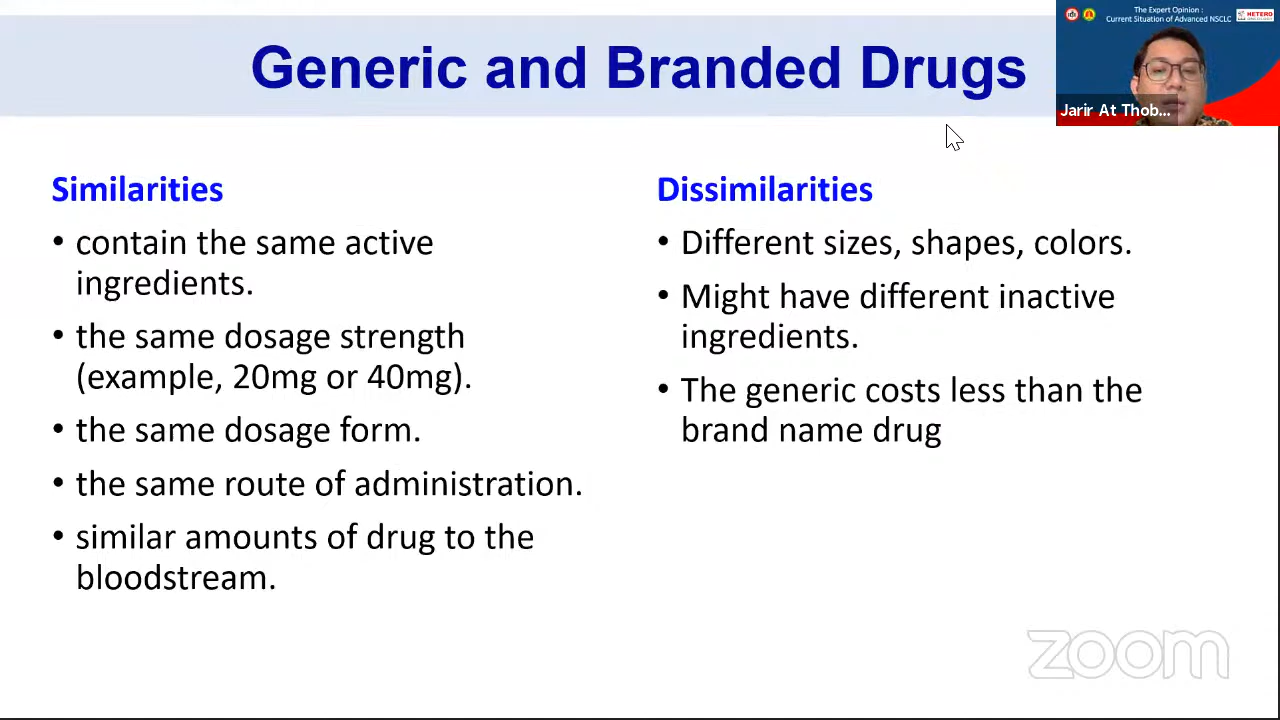 Generic and Branded Drugs
The Expert Opinion :
Current Situation of Advanced NSCLC
HETERO
Jarir At Thob...
Similarities
• contain the same active
ingredients.
• the same dosage strength
(example, 20mg or 40mg).
• the same dosage form.
• the same route of administration.
• similar amounts of drug to the
bloodstream.
Dissimilarities
• Different sizes, shapes, colors.
• Might have different inactive
ingredients.
• The generic costs less than the
brand name drug
zoom